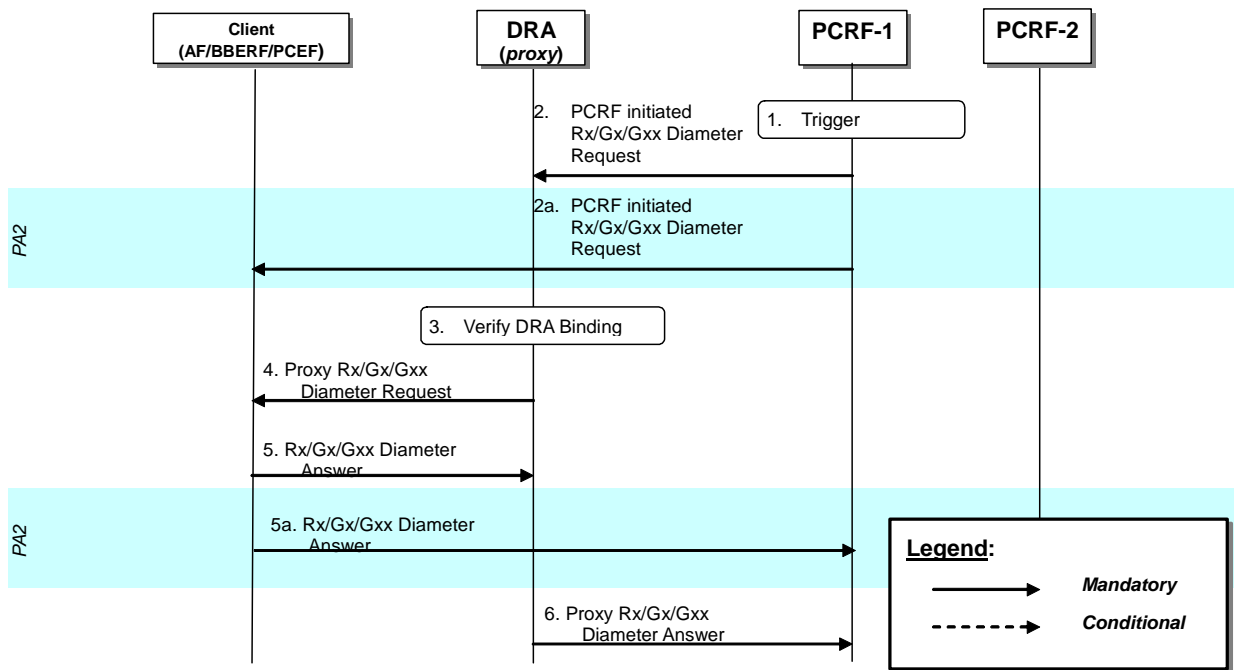 Client
(AF/BBERF/PCEF)
DRA
(proxy)
PCRF-1
PCRF-2
1. Trigger
2. PCRF initiated
Rx/Gx/Gxx Diameter
Request
PA2
2a. PCRF initiated
Rx/Gx/Gxx Diameter
Request
3. Verify DRA Binding
4. Proxy Rx/Gx/Gxx
Diameter Request
5. Rx/Gx/Gxx Diameter
Answer
PA2
5a. Rx/Gx/Gxx Diameter
Answer
6. Proxy Rx/Gx/Gxx
Diameter Answer
Legend:
Mandatory
Conditional